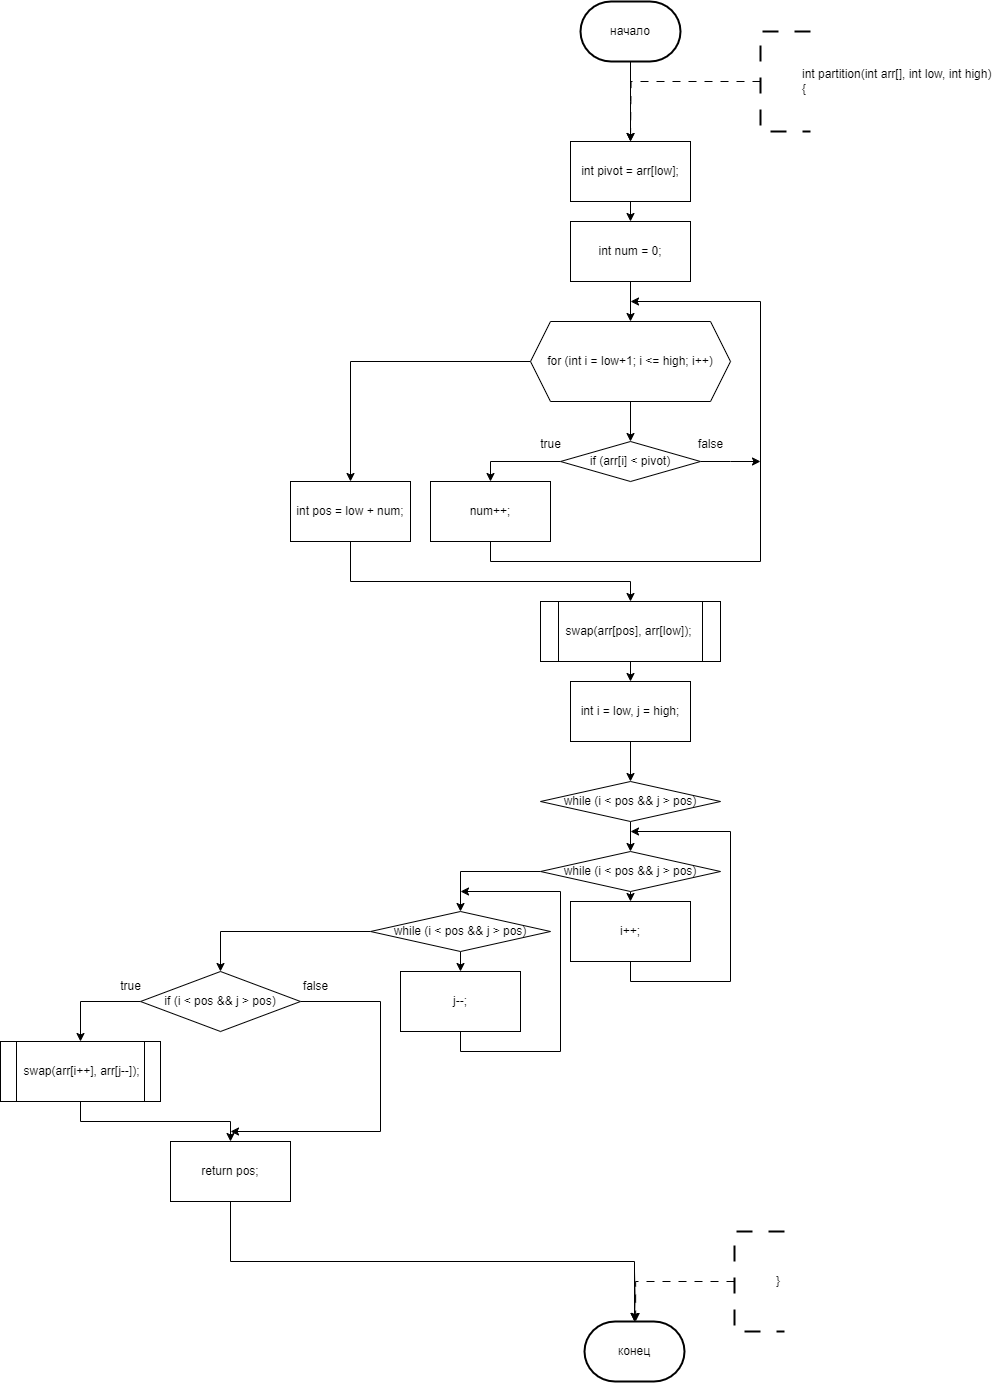 начало
int partition(int arr[], int low, int high)
{
int pivot = arr[low];
int num = 0;
for (int i = low+1; i <= high; i++)
true
false
if (arr[i] < pivot)
int pos = low + num;
num++;
swap(arr[pos], arr[low]);
int i = low, j = high;
while (i < pos && j > pos)
while (i < pos && j > pos)
i++;
while (i < pos && j > pos)
true
false
if (i < pos && j > pos)
j--;
swap(arr[i++], arr[j--]);
return pos;
}
конец